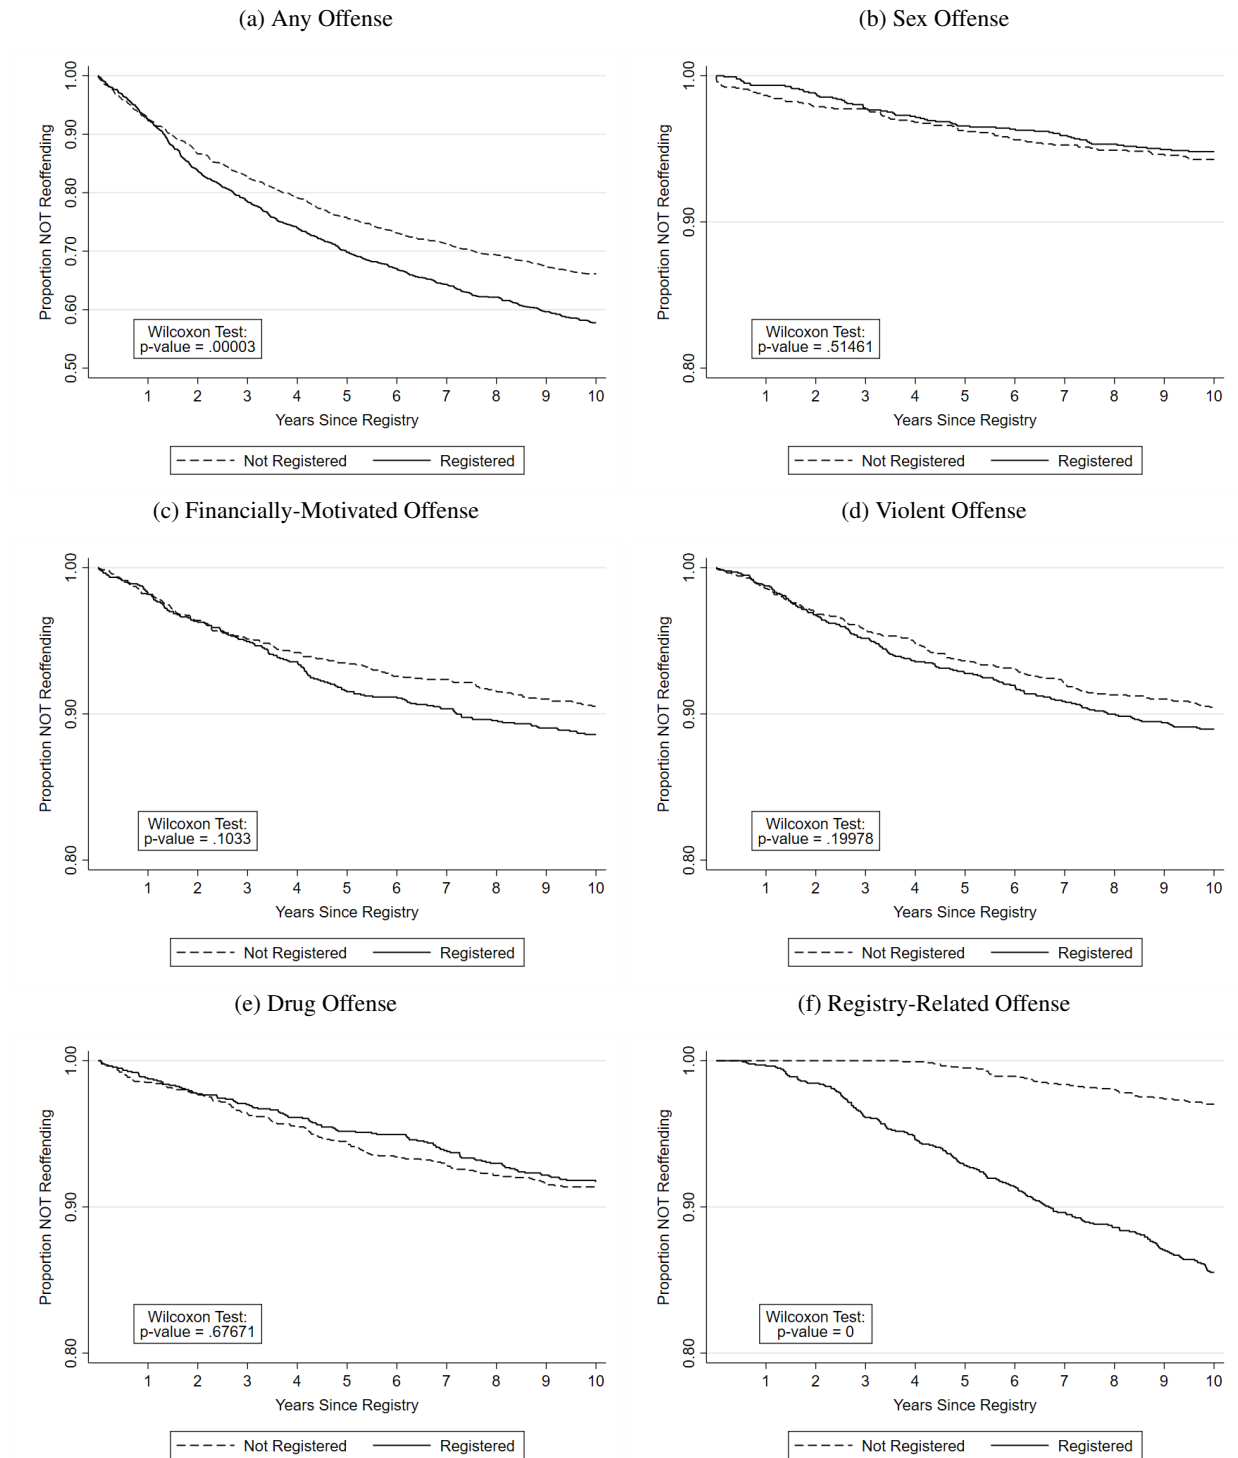 (a) Any Offense
Proportion NOT Reoffending
1.00
0.90
0.80
0.70
0.60
0.50
Wilcoxon Test:
p-value = .00003
1 2 3 4 5 6 7 8 9 10
Years Since Registry
Not Registered Registered
(b) Sex Offense
Proportion NOT Reoffending
1.00
0.90
0.80
Wilcoxon Test:
p-value = .51461
1 2 3 4 5 6 7 8 9 10
Years Since Registry
Not Registered Registered
(c) Financially-Motivated Offense
Proportion NOT Reoffending
1.00
0.90
0.80
Wilcoxon Test:
p-value = .1033
1 2 3 4 5 6 7 8 9 10
Years Since Registry
Not Registered Registered
(d) Violent Offense
Proportion NOT Reoffending
1.00
0.90
0.80
Wilcoxon Test:
p-value = .19978
1 2 3 4 5 6 7 8 9 10
Years Since Registry
Not Registered Registered
(e) Drug Offense
Proportion NOT Reoffending
1.00
0.90
0.80
Wilcoxon Test:
p-value = .67671
1 2 3 4 5 6 7 8 9 10
Years Since Registry
Not Registered Registered
(f) Registry-Related Offense
Proportion NOT Reoffending
1.00
0.90
0.80
Wilcoxon Test:
p-value = 0
1 2 3 4 5 6 7 8 9 10
Years Since Registry
Not Registered Registered